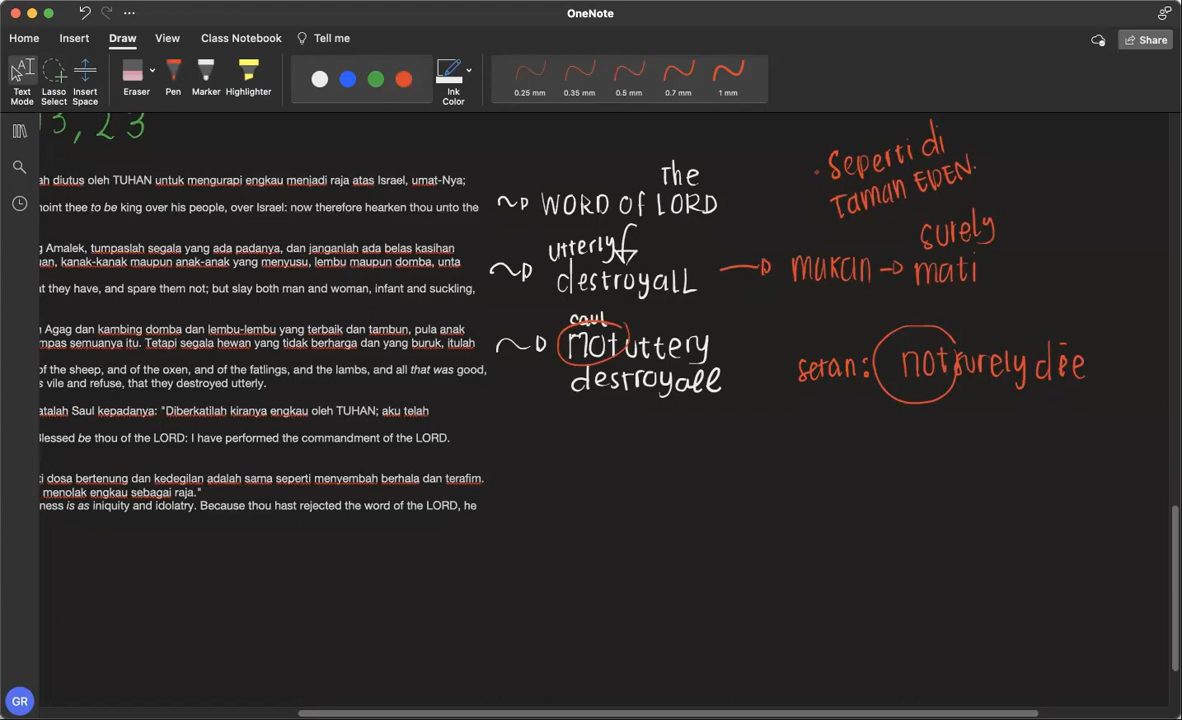 OneNote
Home Insert Draw View Class Notebook Tell me
Share
Text Mode
Lasso Select
Insert Space
Eraser
Pen
Marker
Highlighter
Ink Color
0.25 mm 0.35 mm 0.5 mm 0.7 mm 1 mm
, 23
ah diutus oleh TUHAN untuk mengurapi engkau menjadi raja atas Israel, umat-Nya;
noint thee to be king over his people, over Israel: now therefore hearken thou unto the
g Amalek, tumpaslah segala yang ada padanya, dan janganlah ada belas kasihan
uan, kanak-kanak maupun anak-anak yang menyusu, lembu maupun domba, unta
at they have, and spare them not; but slay both man and woman, infant and suckling,
n Agag dan kambing domba dan lembu-lembu yang terbaik dan tambun, pula anak
mpas semuanya itu. Tetapi segala hewan yang tidak berharga dan yang buruk, itulah
of the sheep, and of the oxen, and of the fatlings, and the lambs, and all that was good,
s vile and refuse, that they destroyed utterly.
atalah Saul kepadanya: "Diberkatilah kiranya engkau oleh TUHAN; aku telah
Blessed be thou of the LORD: I have performed the commandment of the LORD.
ti dosa bertenung dan kedegilan adalah sama seperti menyembah berhala dan terafim.
menolak engkau sebagai raja."
ness is as iniquity and idolatry. Because thou hast rejected the word of the LORD, he
The
WORD of LORD
utterly
destroy all
saul
not uttery
destroy all
Seperti di
Taman EDEN.
surely
makan → mati
setan: not surely die
GR